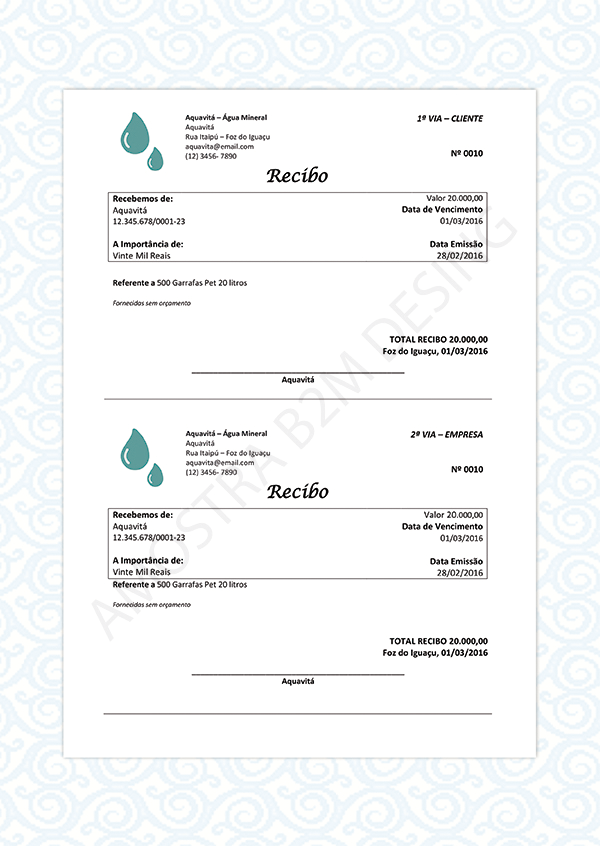 Aquavitá – Água Mineral
Aquavitá
Rua Itaipú – Foz do Iguaçu
aquavita@email.com
(12) 3456- 7890
1ª VIA – CLIENTE
Nº 0010
Recibo
Recebemos de:
Aquavitá
12.345.678/0001-23
A Importância de:
Vinte Mil Reais
Valor 20.000,00
Data de Vencimento
01/03/2016
Data Emissão
28/02/2016
Referente a 500 Garrafas Pet 20 litros
Fornecidas sem orçamento
TOTAL RECIBO 20.000,00
Foz do Iguaçu, 01/03/2016
Aquavitá
Aquavitá – Água Mineral
Aquavitá
Rua Itaipú – Foz do Iguaçu
aquavita@email.com
(12) 3456- 7890
2ª VIA – EMPRESA
Nº 0010
Recibo
Recebemos de:
Aquavitá
12.345.678/0001-23
A Importância de:
Vinte Mil Reais
Valor 20.000,00
Data de Vencimento
01/03/2016
Data Emissão
28/02/2016
Referente a 500 Garrafas Pet 20 litros
Fornecidas sem orçamento
TOTAL RECIBO 20.000,00
Foz do Iguaçu, 01/03/2016
Aquavitá
AMOSTRA B2M DESING